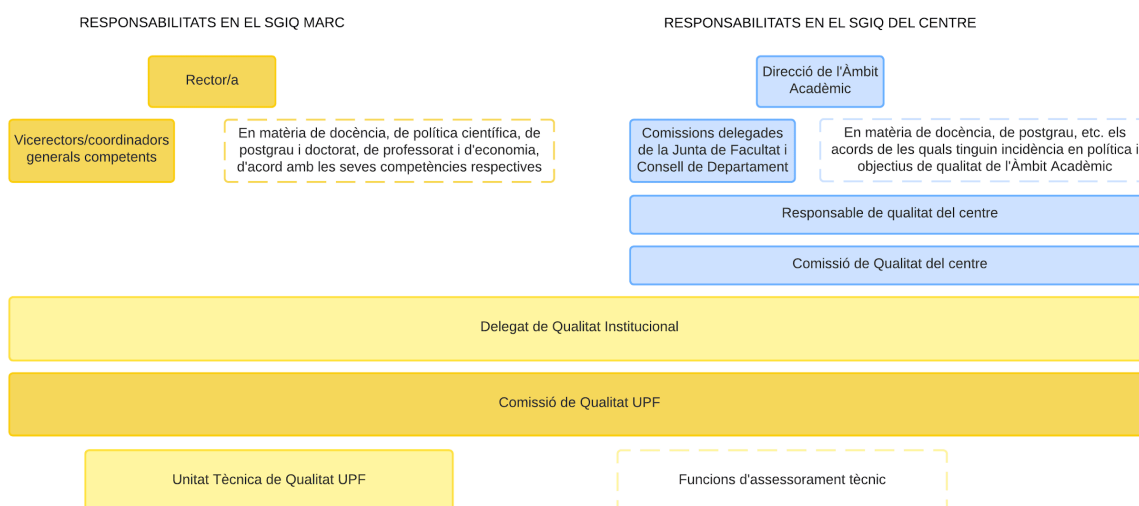 RESPONSABILITATS EN EL SGIQ MARC
RESPONSABILITATS EN EL SGIQ DEL CENTRE
Rector/a
Direcció de l'Àmbit
Acadèmic
Vicerectors/coordinadors
generals competents
En matèria de docència, de política científica, de
postgrau i doctorat, de professorat i d'economia,
d'acord amb les seves competències respectives
Comissions delegades
de la Junta de Facultat i
Consell de Departament
En matèria de docència, de postgrau, etc. els
acords de les quals tinguin incidència en política i
objectius de qualitat de l'Àmbit Acadèmic
Responsable de qualitat del centre
Comissió de Qualitat del centre
Delegat de Qualitat Institucional
Comissió de Qualitat UPF
Unitat Tècnica de Qualitat UPF
Funcions d'assessorament tècnic